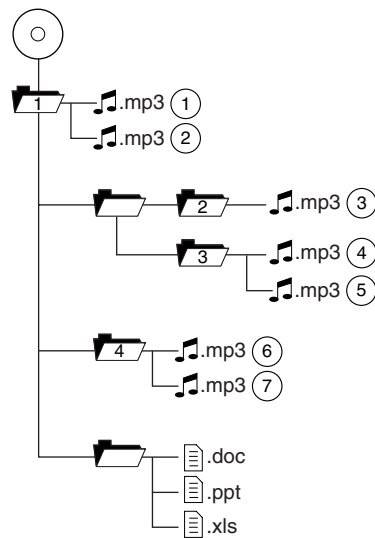 1 .mp3 1
.mp3 2
2 .mp3 3
3 .mp3 4
.mp3 5
4 .mp3 6
.mp3 7
.doc
.ppt
.xls